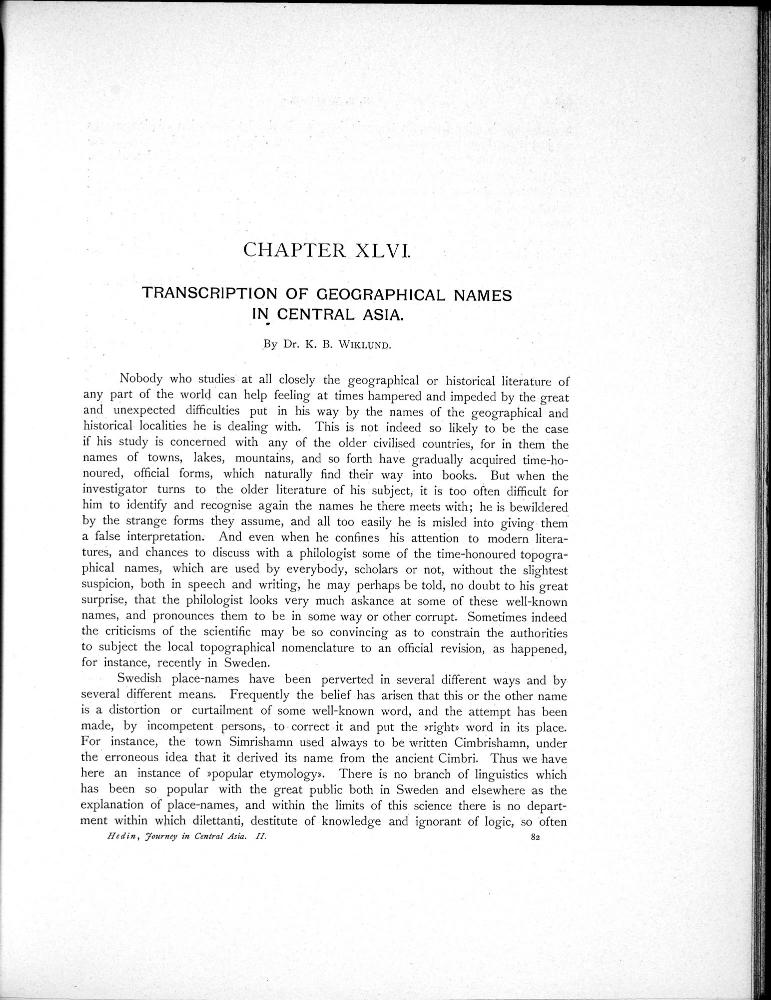 CHAPTER XLVI.
TRANSCRIPTION OF GEOGRAPHICAL NAMES
IN CENTRAL ASIA.
By Dr. K. B. WIKLUND.
Nobody who studies at all closely the geographical or historical literature of
any part of the world can help feeling at times hampered and impeded by the great
and unexpected difficulties put in his way by the names of the geographical and
historical localities he is dealing with. This is not indeed so likely to be the case
if his study is concerned with any of the older civilised countries, for in them the
names of towns, lakes, mountains, and so forth have gradually acquired time-ho-
noured, official forms, which naturally find their way into books. But when the
investigator turns to the older literature of his subject, it is too often difficult for
him to identify and recognise again the names he there meets with; he is bewildered
by the strange forms they assume, and all too easily he is misled into giving them
a false interpretation. And even when he confines his attention to modern litera-
tures, and chances to discuss with a philologist some of the time-honoured topogra-
phical names, which are used by everybody, scholars or not, without the slightest
suspicion, both in speech and writing, he may perhaps be told, no doubt to his great
surprise, that the philologist looks very much askance at some of these well-known
names, and pronounces them to be in some way or other corrupt. Sometimes indeed
the criticisms of the scientific may be so convincing as to constrain the authorities
to subject the local topographical nomenclature to an official revision, as happened,
for instance, recently in Sweden.
Swedish place-names have been perverted in several different ways and by
several different means. Frequently the belief has arisen that this or the other name
is a distortion or curtailment of some well-known word, and the attempt has been
made, by incompetent persons, to correct it and put the »right» word in its place.
For instance, the town Simrishamn used always to be written Cimbrishamn, under
the erroneous idea that it derived its name from the ancient Cimbri. Thus we have
here an instance of »popular etymology». There is no branch of linguistics which
has been so popular with the great public both in Sweden and elsewhere as the
explanation of place-names, and within the limits of this science there is no depart-
ment within which dilettanti, destitute of knowledge and ignorant of logic, so often
Hedin, Journey in Central Asia. II.
82